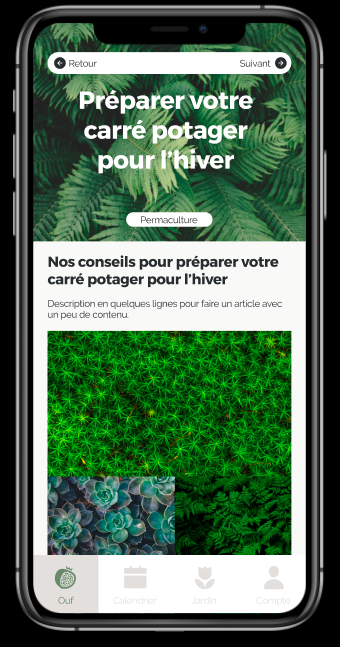 Retour Suivant
Préparer votre
carré potager
pour l'hiver
Permaculture
Nos conseils pour préparer votre
carré potager pour l'hiver
Description en quelques lignes pour faire un article avec
un peu de contenu.
Ouf Calendrier Jardin Compte